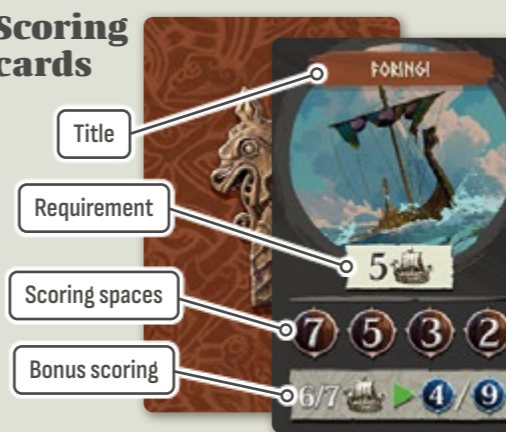 Scoring
cards
FORINGI
Title
Requirement
5
Scoring spaces
7 5 3 2
Bonus scoring
6/7 4/9